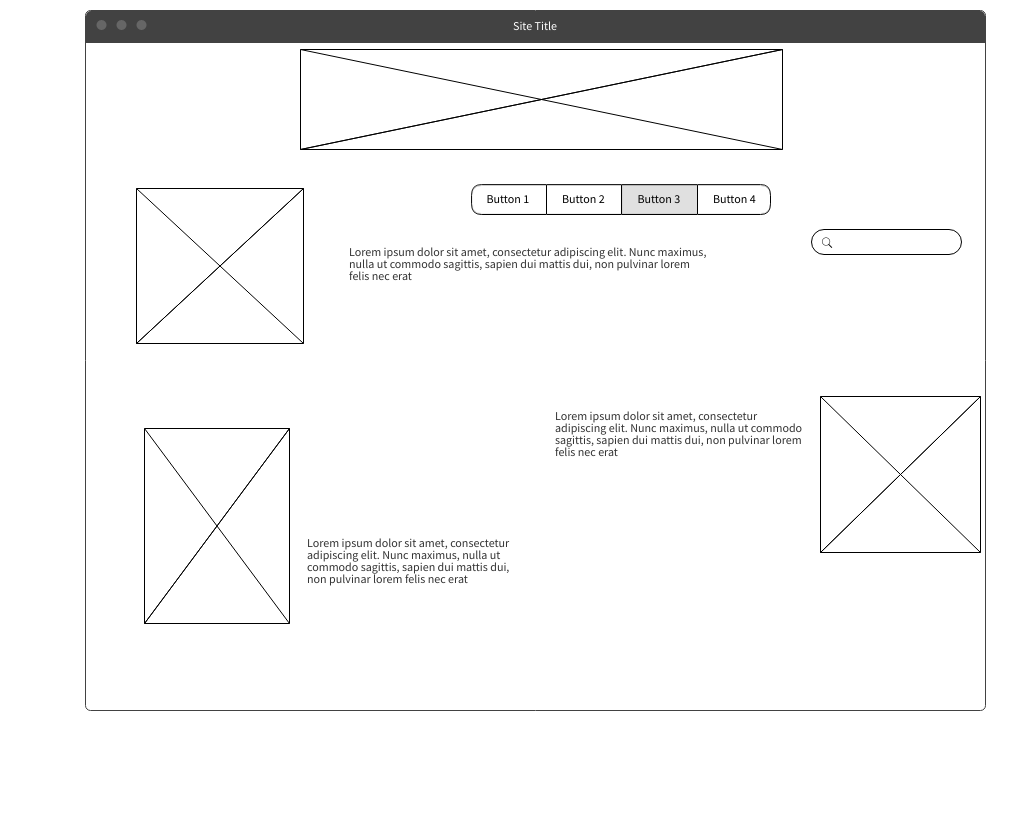 Site Title
Button 1
Button 2
Button 3
Button 4
Lorem ipsum dolor sit amet, consectetur adipiscing elit. Nunc maximus,
nulla ut commodo sagittis, sapien dui mattis dui, non pulvinar lorem
felis nec erat
Lorem ipsum dolor sit amet, consectetur
adipiscing elit. Nunc maximus, nulla ut commodo
sagittis, sapien dui mattis dui, non pulvinar lorem
felis nec erat
Lorem ipsum dolor sit amet, consectetur
adipiscing elit. Nunc maximus, nulla ut
commodo sagittis, sapien dui mattis dui,
non pulvinar lorem felis nec erat